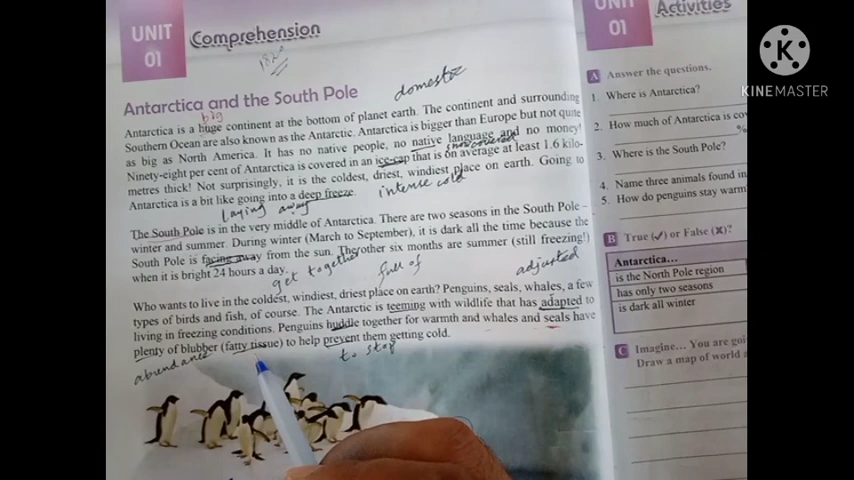 UNIT
01
Comprehension
Antarctica and the South Pole
domestic
big
Antarctica is a huge continent at the bottom of planet earth. The continent and surrounding
Southern Ocean are also known as the Antarctic. Antarctica is bigger than Europe but not quite
as big as North America. It has no native people, no native language and no money!
snow covered
Ninety-eight per cent of Antarctica is covered in an ice-cap that is on average at least 1.6 kilo-
metres thick! Not surprisingly, it is the coldest, driest, windiest place on earth. Going to
Antarctica is a bit like going into a deep freeze.
intense cold
laying away
The South Pole is in the very middle of Antarctica. There are two seasons in the South Pole –
winter and summer. During winter (March to September), it is dark all the time because the
South Pole is facing away from the sun. The other six months are summer (still freezing!)
when it is bright 24 hours a day.
get together
full of
adjusted
Who wants to live in the coldest, windiest, driest place on earth? Penguins, seals, whales, a few
types of birds and fish, of course. The Antarctic is teeming with wildlife that has adapted to
living in freezing conditions. Penguins huddle together for warmth and whales and seals have
plenty of blubber (fatty tissue) to help prevent them getting cold.
abundance
to stop
UNIT
01
Activities
KINEMASTER
A Answer the questions.
1. Where is Antarctica?
2. How much of Antarctica is co
%
3. Where is the South Pole?
4. Name three animals found in
5. How do penguins stay warm
B True (✓) or False (✗)?
Antarctica...
is the North Pole region
has only two seasons
is dark all winter
C Imagine... You are goi
Draw a map of world a